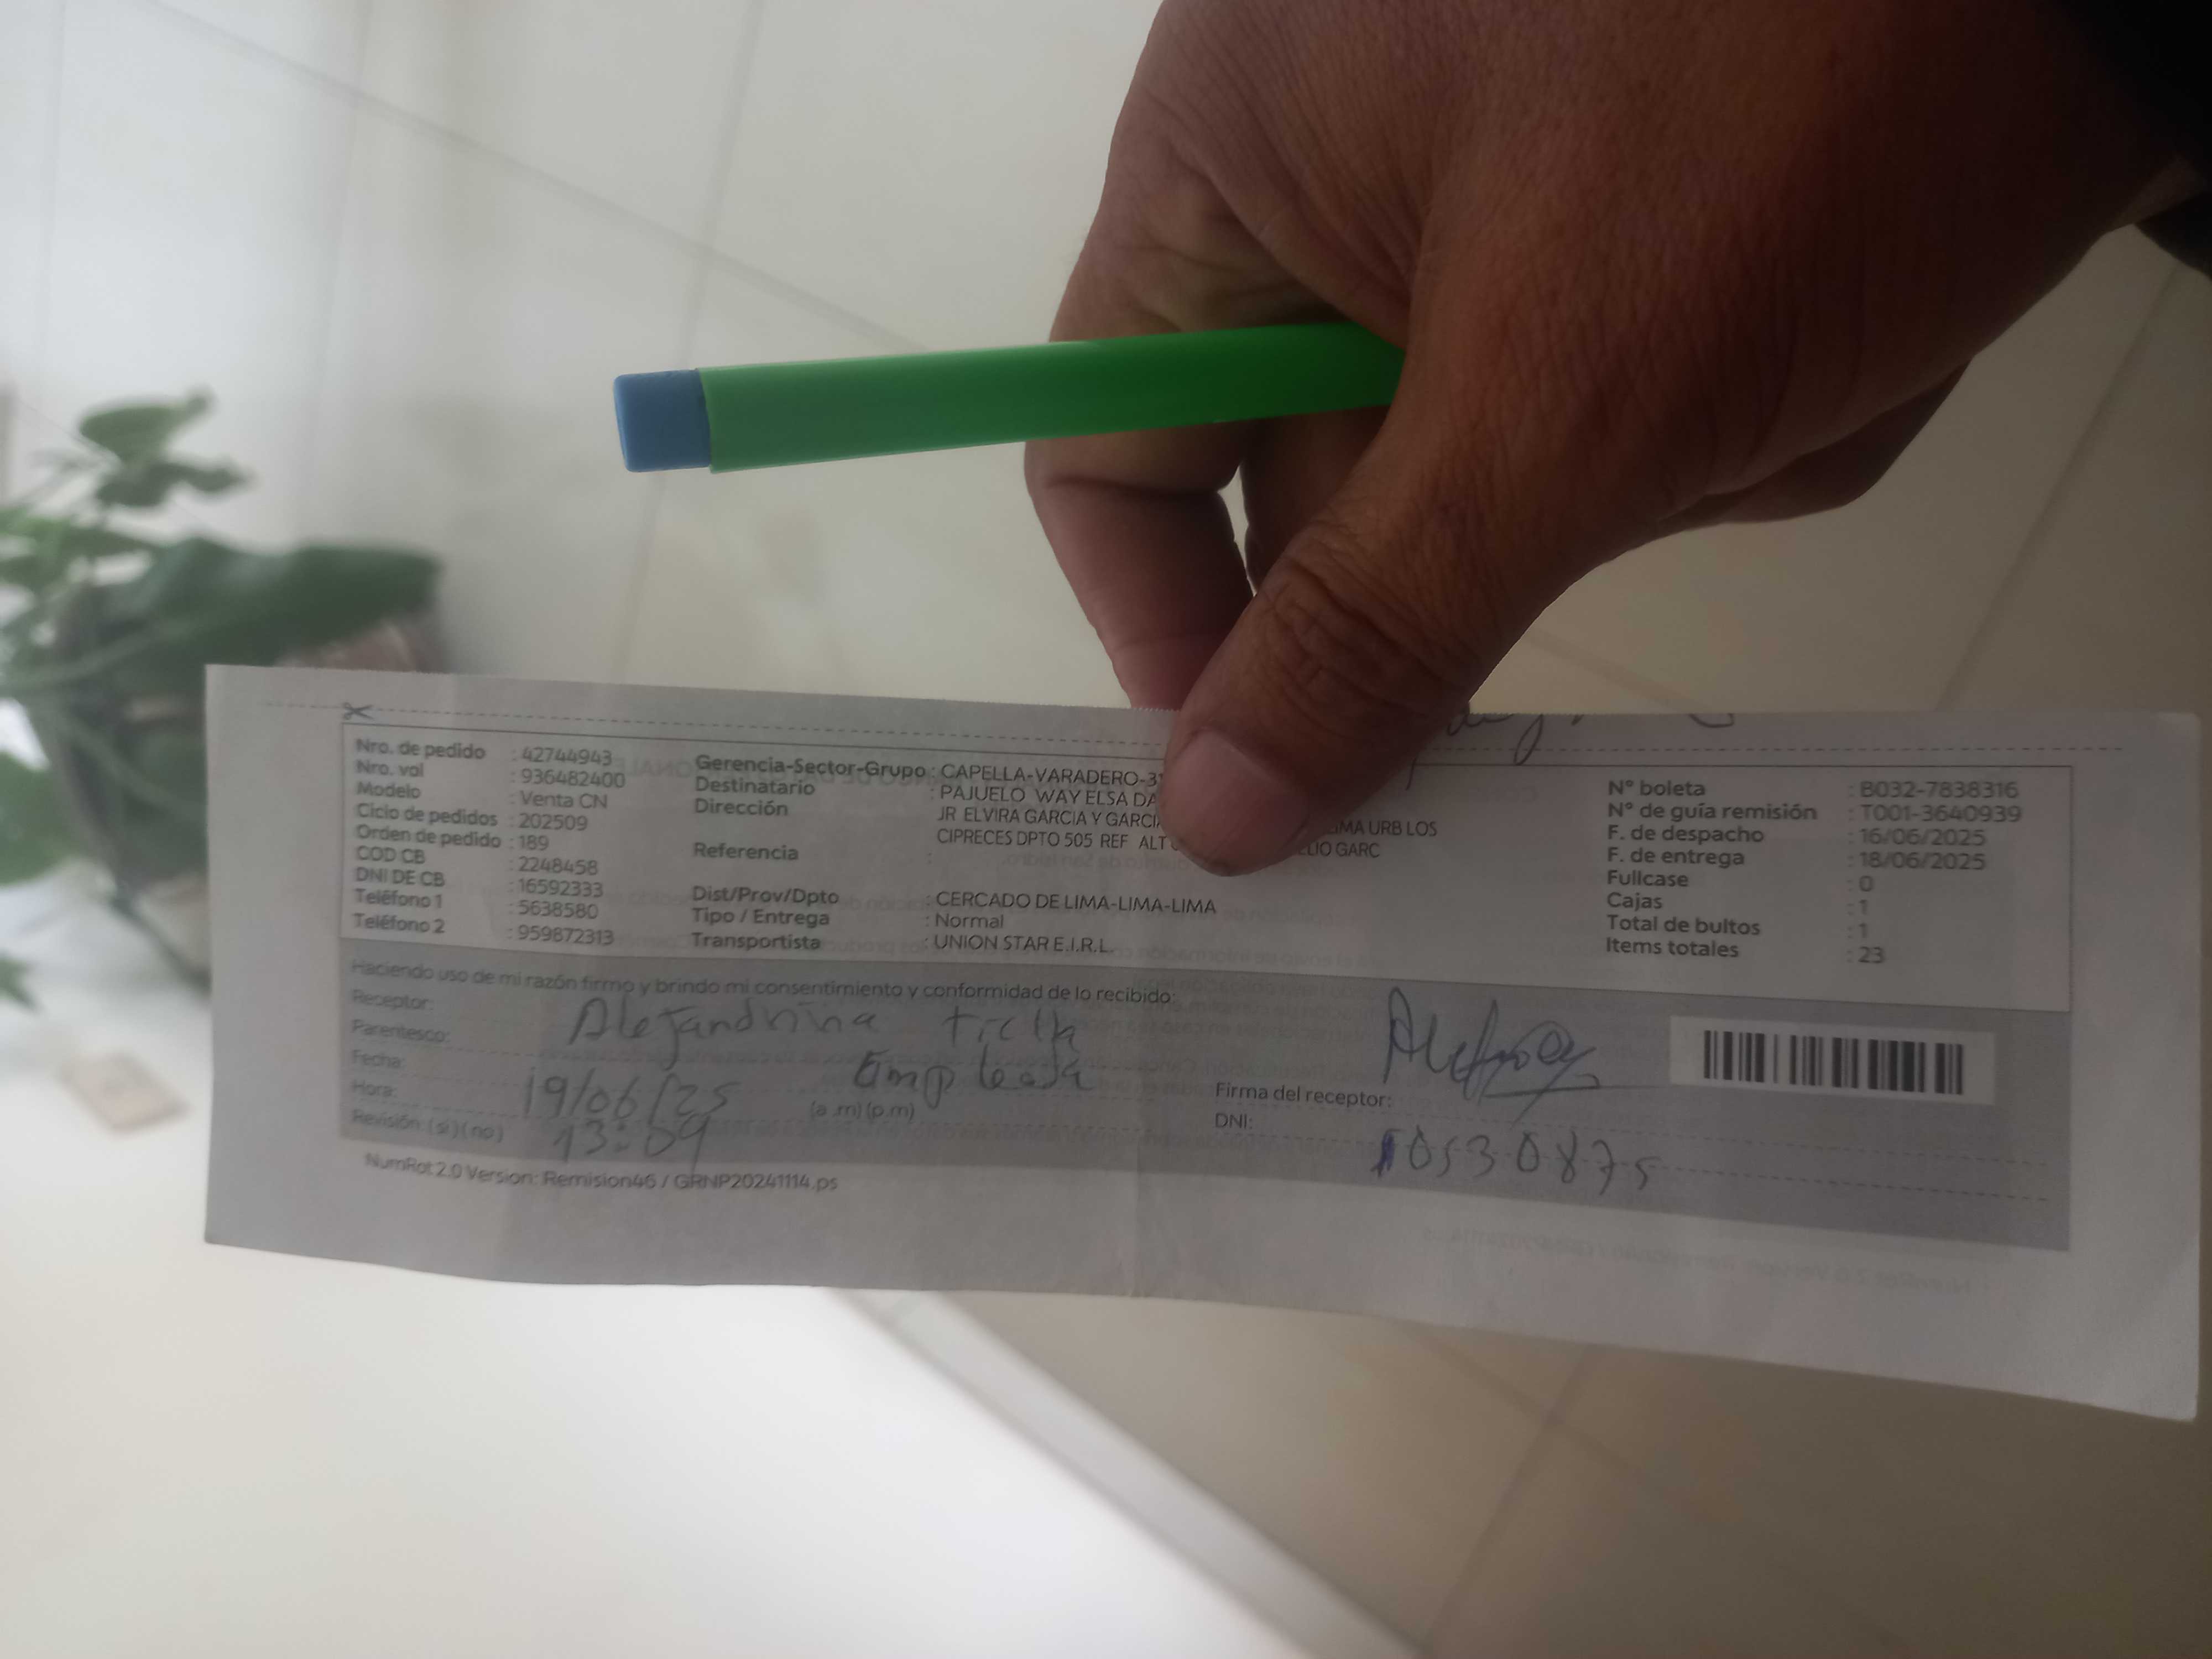 Nro. de pedido : 42744943
Nro. val : 936482400
Modelo : Venta CN
Ciclo de pedidos : 202509
Orden de pedido : 189
COD CB : 2248458
DNI DE CB : 16592333
Teléfono 1 : 5638580
Teléfono 2 : 959872313
Gerencia-Sector-Grupo : CAPELLA-VARADERO-31
Destinatario : PAJUELO WAY ELSA DA
Dirección JR ELVIRA GARCIA Y GARCIA URB LOS
CIPRECES DPTO 505 REF ALT GARC
Referencia :
Dist/Prov/Dpto : CERCADO DE LIMA-LIMA-LIMA
Tipo / Entrega : Normal
Transportista : UNION STAR E.I.R.L.
N° boleta : B032-7838316
N° de guía remisión : T001-3640939
F. de despacho : 16/06/2025
F. de entrega : 18/06/2025
Fullcase : 0
Cajas : 1
Total de bultos : 1
Items totales : 23
Haciendo uso de mi razón firmo y brindo mi consentimiento y conformidad de lo recibido:
Receptor: Alejandrina
Parentesco: Empleada
Fecha: 19/06/25
Hora: 13:09 (a .m) (p.m)
Revisión: ( si ) ( no )
Firma del receptor:
DNI: 10530875
NumRot 2.0 Version: Remision46 / GRNP20241114.ps